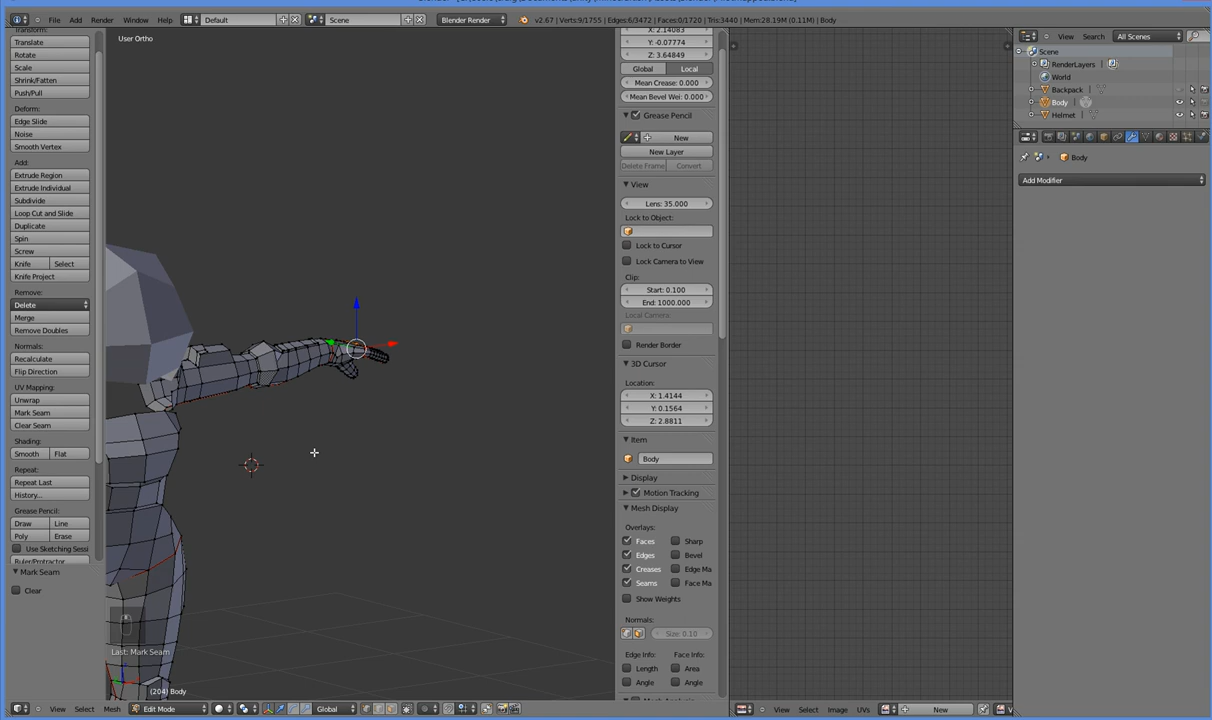 File Add Render Window Help Default Scene Blender Render v2.67 | Verts:9/1755 | Edges:6/3472 | Faces:0/1720 | Tris:3440 | Mem:28.19M (0.11M) | Body
Transform:
Translate
Rotate
Scale
Shrink/Fatten
Push/Pull
Deform:
Edge Slide
Noise
Smooth Vertex
Add:
Extrude Region
Extrude Individual
Subdivide
Loop Cut and Slide
Duplicate
Spin
Screw
Knife Select
Knife Project
Remove:
Delete
Merge
Remove Doubles
Normals:
Recalculate
Flip Direction
UV Mapping:
Unwrap
Mark Seam
Clear Seam
Shading:
Smooth Flat
Repeat:
Repeat Last
History...
Grease Pencil:
Draw Line
Poly Erase
Use Sketching Sessi
Ruler/Protractor
Mark Seam
Clear
User Ortho
Last: Mark Seam
(204) Body
View Select Mesh Edit Mode Global
X: 2.14083
Y: -0.07774
Z: 3.64849
Global Local
Mean Crease: 0.000
Mean Bevel Wei: 0.000
Grease Pencil
New
New Layer
Delete Frame Convert
View
Lens: 35.000
Lock to Object:
Lock to Cursor
Lock Camera to View
Clip:
Start: 0.100
End: 1000.000
Local Camera:
Render Border
3D Cursor
Location:
X: 1.4144
Y: 0.1564
Z: 2.8811
Item
Body
Display
Motion Tracking
Mesh Display
Overlays:
Faces Sharp
Edges Bevel
Creases Edge Ma
Seams Face Ma
Show Weights
Normals:
Size: 0.10
Edge Info: Face Info:
Length Area
Angle Angle
View Select Image UVs New
View Search All Scenes
Scene
RenderLayers
World
Backpack
Body
Helmet
Body
Add Modifier